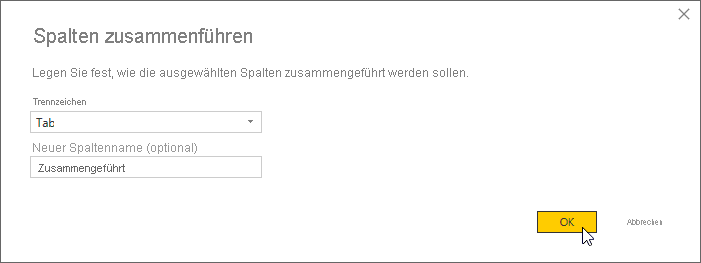 Spalten zusammenführen
Legen Sie fest, wie die ausgewählten Spalten zusammengeführt werden sollen.
Trennzeichen
Tab
Neuer Spaltenname (optional)
Zusammengeführt
OK Abbrechen